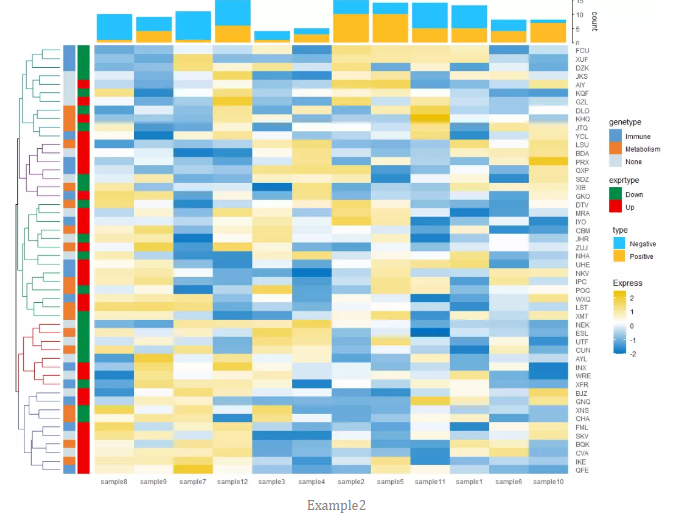 15
10
5
0
count
FCU
XUF
DZK
JKS
AIY
KQF
GZL
DLO
KHQ
JTQ
YCL
LSU
BDA
PRX
QXP
SDZ
XIB
GKO
DTV
MRA
IYO
CBM
JHR
ZUJ
NHA
UHE
NKV
IPC
POG
WXQ
LST
XMT
NEK
ESL
UTF
CUN
AYL
INX
WRE
XFR
BJZ
GNQ
XNS
CHA
FML
SKV
BQK
CVA
IKE
QFE
genetype
Immune
Metabolism
None
exprtype
Down
Up
type
Negative
Positive
Express
2
1
0
-1
-2
sample8 sample9 sample7 sample12 sample3 sample4 sample2 sample5 sample11 sample1 sample6 sample10
Example2